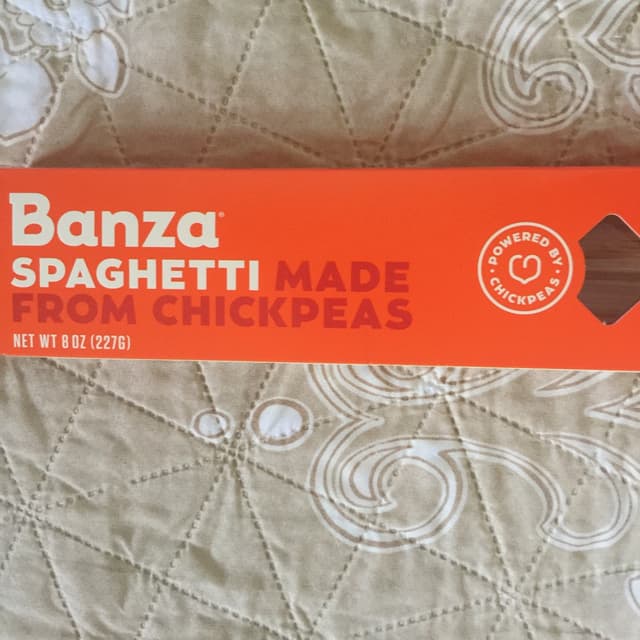 Banza®
SPAGHETTI MADE
FROM CHICKPEAS
NET WT 8 OZ (227G)
• POWERED BY •
CHICKPEAS